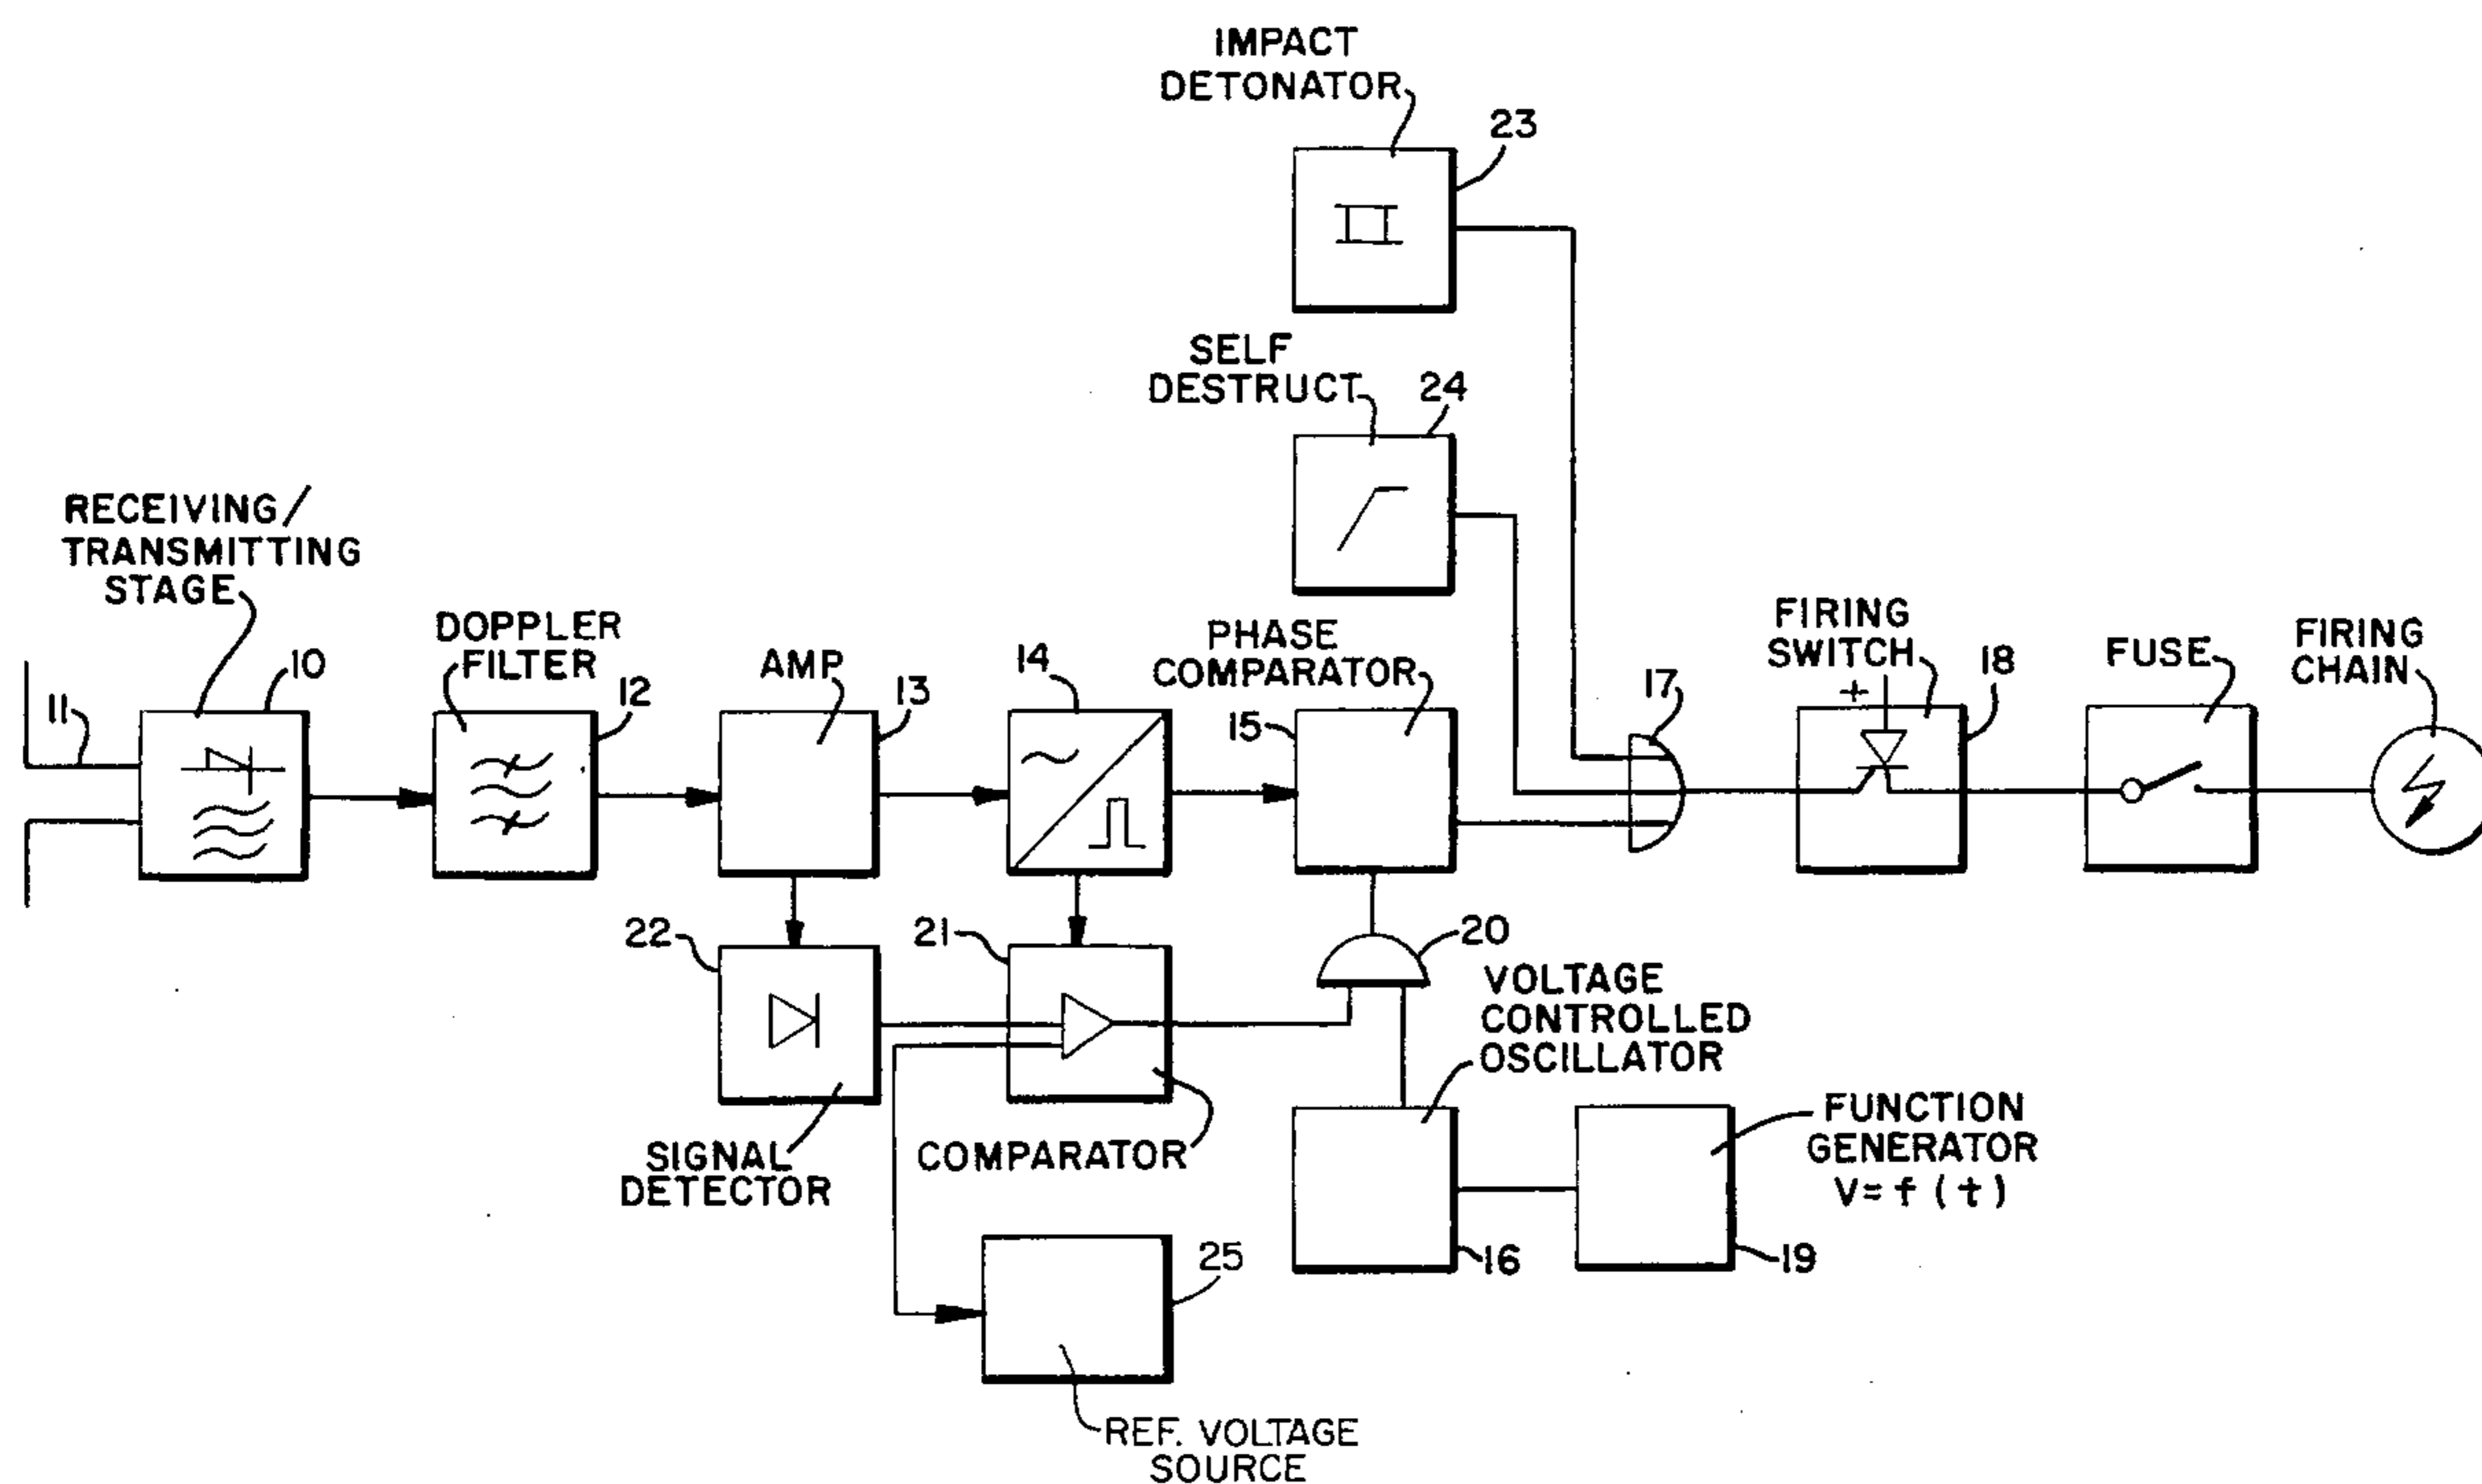 IMPACT
DETONATOR
23
SELF
DESTRUCT
24
RECEIVING/
TRANSMITTING
STAGE
10
11
DOPPLER
FILTER
12
AMP
13
14
PHASE
COMPARATOR
15
17
FIRING
SWITCH
+
18
FUSE
FIRING
CHAIN
22
SIGNAL
DETECTOR
21
COMPARATOR
20
VOLTAGE
CONTROLLED
OSCILLATOR
16
FUNCTION
GENERATOR
V=f(t)
19
25
REF. VOLTAGE
SOURCE